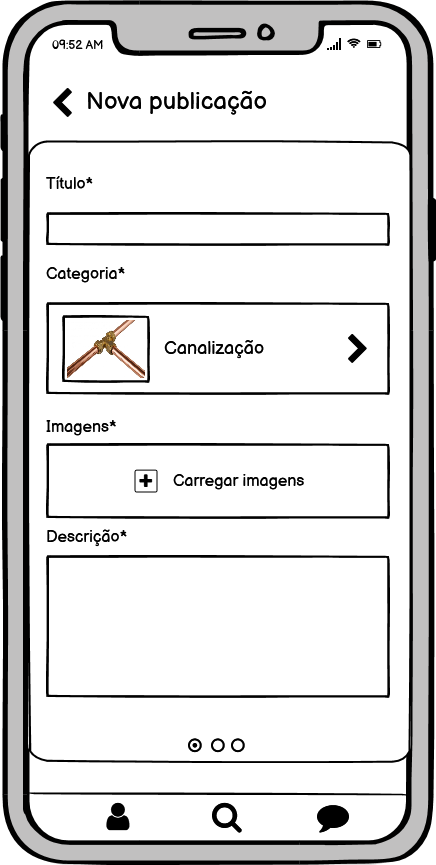 09:52 AM
Nova publicação
Título*
Categoria*
Canalização
Imagens*
Carregar imagens
Descrição*